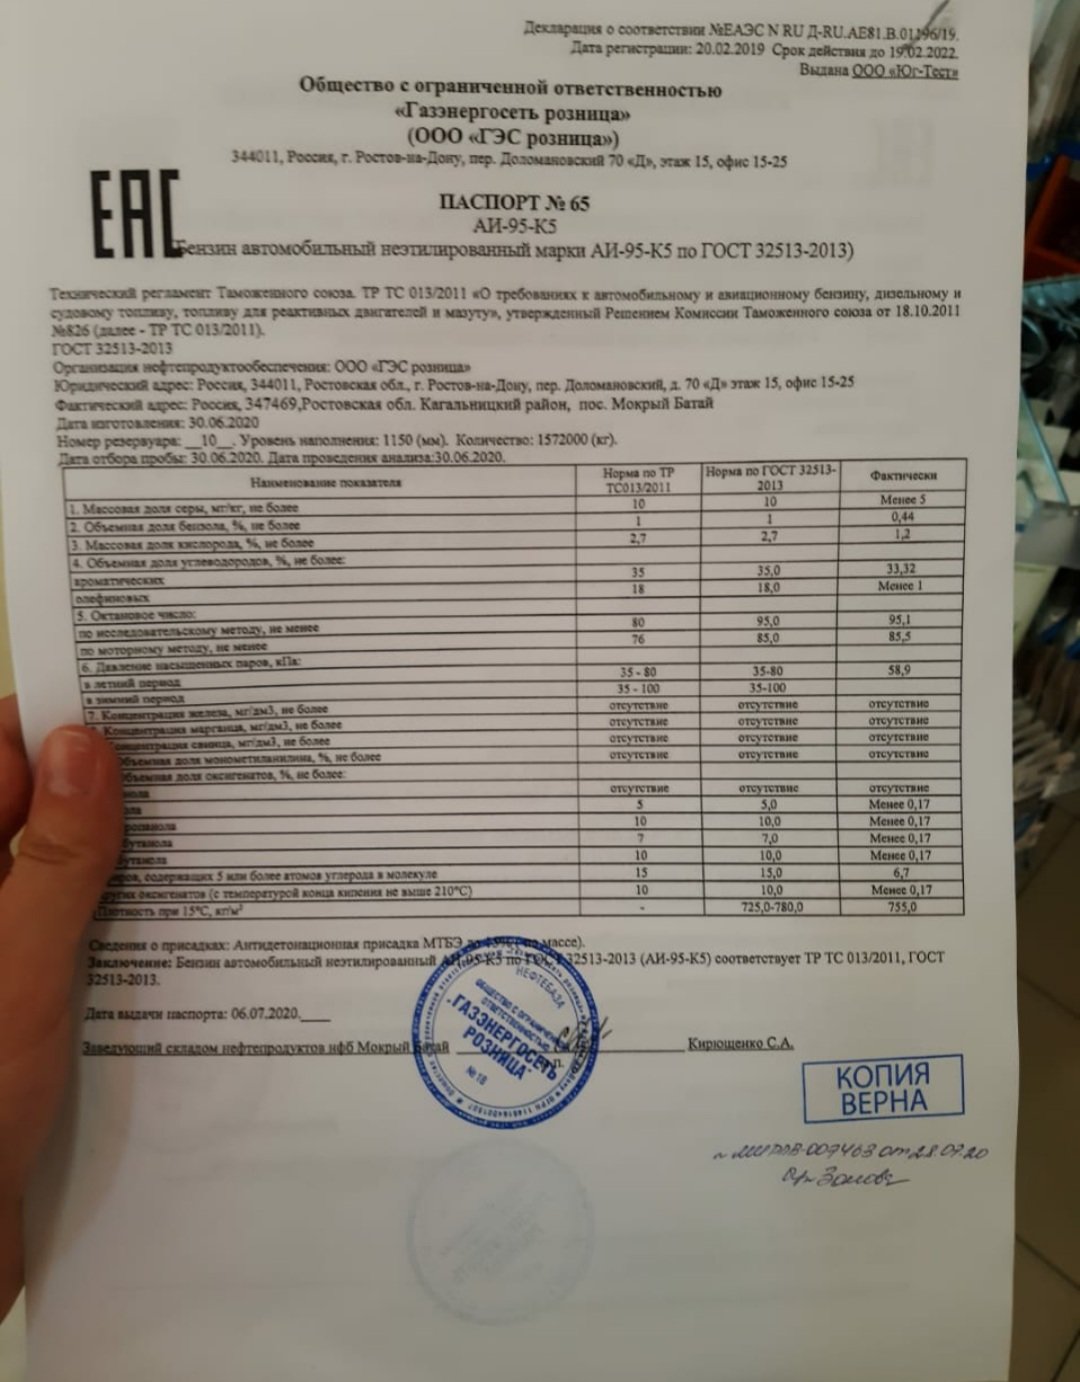 Декларация о соответствии №ЕАЭС N RU Д-RU.АЕ81.В.01196/19.
Дата регистрации: 20.02.2019 Срок действия до 19.02.2022.
Выдана ООО «Юг-Тест»
Общество с ограниченной ответственностью
«Газэнергосеть розница»
(ООО «ГЭС розница»)
344011, Россия, г. Ростов-на-Дону, пер. Доломановский 70 «Д», этаж 15, офис 15-25
ЕАС
ПАСПОРТ № 65
АИ-95-К5
Бензин автомобильный неэтилированный марки АИ-95-К5 по ГОСТ 32513-2013)
Технический регламент Таможенного союза. ТР ТС 013/2011 «О требованиях к автомобильному и авиационному бензину, дизельному и
судовому топливу, топливу для реактивных двигателей и мазуту», утвержденный Решением Комиссии Таможенного союза от 18.10.2011
№826 (далее - ТР ТС 013/2011).
ГОСТ 32513-2013
Организация нефтепродуктообеспечения: ООО «ГЭС розница»
Юридический адрес: Россия, 344011, Ростовская обл., г. Ростов-на-Дону, пер. Доломановский, д. 70 «Д» этаж 15, офис 15-25
Фактический адрес: Россия, 347469,Ростовская обл. Кагальницкий район, пос. Мокрый Батай
Дата изготовления: 30.06.2020
Номер резервуара: __10__. Уровень наполнения: 1150 (мм). Количество: 1572000 (кг).
Дата отбора пробы: 30.06.2020. Дата проведения анализа:30.06.2020.
Наименование показателя Норма по ТР ТС013/2011 Норма по ГОСТ 32513-2013 Фактически
1. Массовая доля серы, мг/кг, не более 10 10 Менее 5
2. Объемная доля бензола, %, не более 1 1 0,44
3. Массовая доля кислорода, %, не более 2,7 2,7 1,2
4. Объемная доля углеводородов, %, не более:
ароматических 35 35,0 33,32
олефиновых 18 18,0 Менее 1
5. Октановое число:
по исследовательскому методу, не менее 80 95,0 95,1
по моторному методу, не менее 76 85,0 85,5
6. Давление насыщенных паров, кПа:
в летний период 35 - 80 35-80 58,9
в зимний период 35 - 100 35-100
7. Концентрация железа, мг/дм3, не более отсутствие отсутствие отсутствие
Концентрация марганца, мг/дм3, не более отсутствие отсутствие отсутствие
Концентрация свинца, мг/дм3, не более отсутствие отсутствие отсутствие
Объемная доля монометиланилина, %, не более отсутствие отсутствие отсутствие
Объемная доля оксигенатов, %, не более:
отсутствие отсутствие отсутствие
5 5,0 Менее 0,17
10 10,0 Менее 0,17
7 7,0 Менее 0,17
10 10,0 Менее 0,17
содержащих 5 или более атомов углерода в молекуле 15 15,0 6,7
оксигенатов (с температурой конца кипения не выше 210°С) 10 10,0 Менее 0,17
Плотность при 15°С, кг/м³ - 725,0-780,0 755,0
Сведения о присадках: Антидетонационная присадка МТБЭ до массе).
Заключение: Бензин автомобильный неэтилированный АИ-95-К5 по ГОСТ 32513-2013 (АИ-95-К5) соответствует ТР ТС 013/2011, ГОСТ
32513-2013.
Дата выдачи паспорта: 06.07.2020.____
Заведующий складом нефтепродуктов нфб Мокрый Батай Кирющенко С.А.
НЕФТЕБАЗА
ОБЩЕСТВО С ОГРАНИЧЕННОЙ
ОТВЕТСТВЕННОСТЬЮ
"ГАЗЭНЕРГОСЕТЬ
РОЗНИЦА"
№18
КОПИЯ
ВЕРНА
007463 от 28.07.20